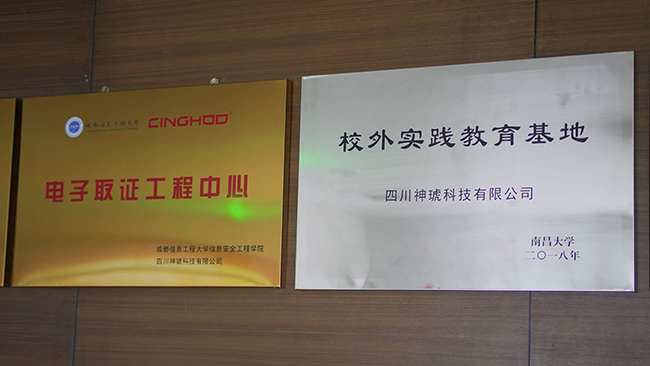 成都信息工程大学 CINGHOO®
电子取证工程中心
成都信息工程大学信息安全工程学院
四川神琥科技有限公司
校外实践教育基地
四川神琥科技有限公司
南昌大学
二〇一八年